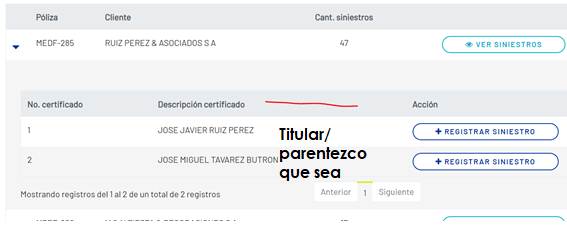 Póliza Cliente Cant. siniestros
MEDF-285 RUIZ PEREZ & ASOCIADOS S A 47 VER SINIESTROS
No. certificado Descripción certificado Acción
1 JOSE JAVIER RUIZ PEREZ + REGISTRAR SINIESTRO
2 JOSE MIGUEL TAVAREZ BUTRON + REGISTRAR SINIESTRO
Titular/
parentezco
que sea
Mostrando registros del 1 al 2 de un total de 2 registros Anterior 1 Siguiente